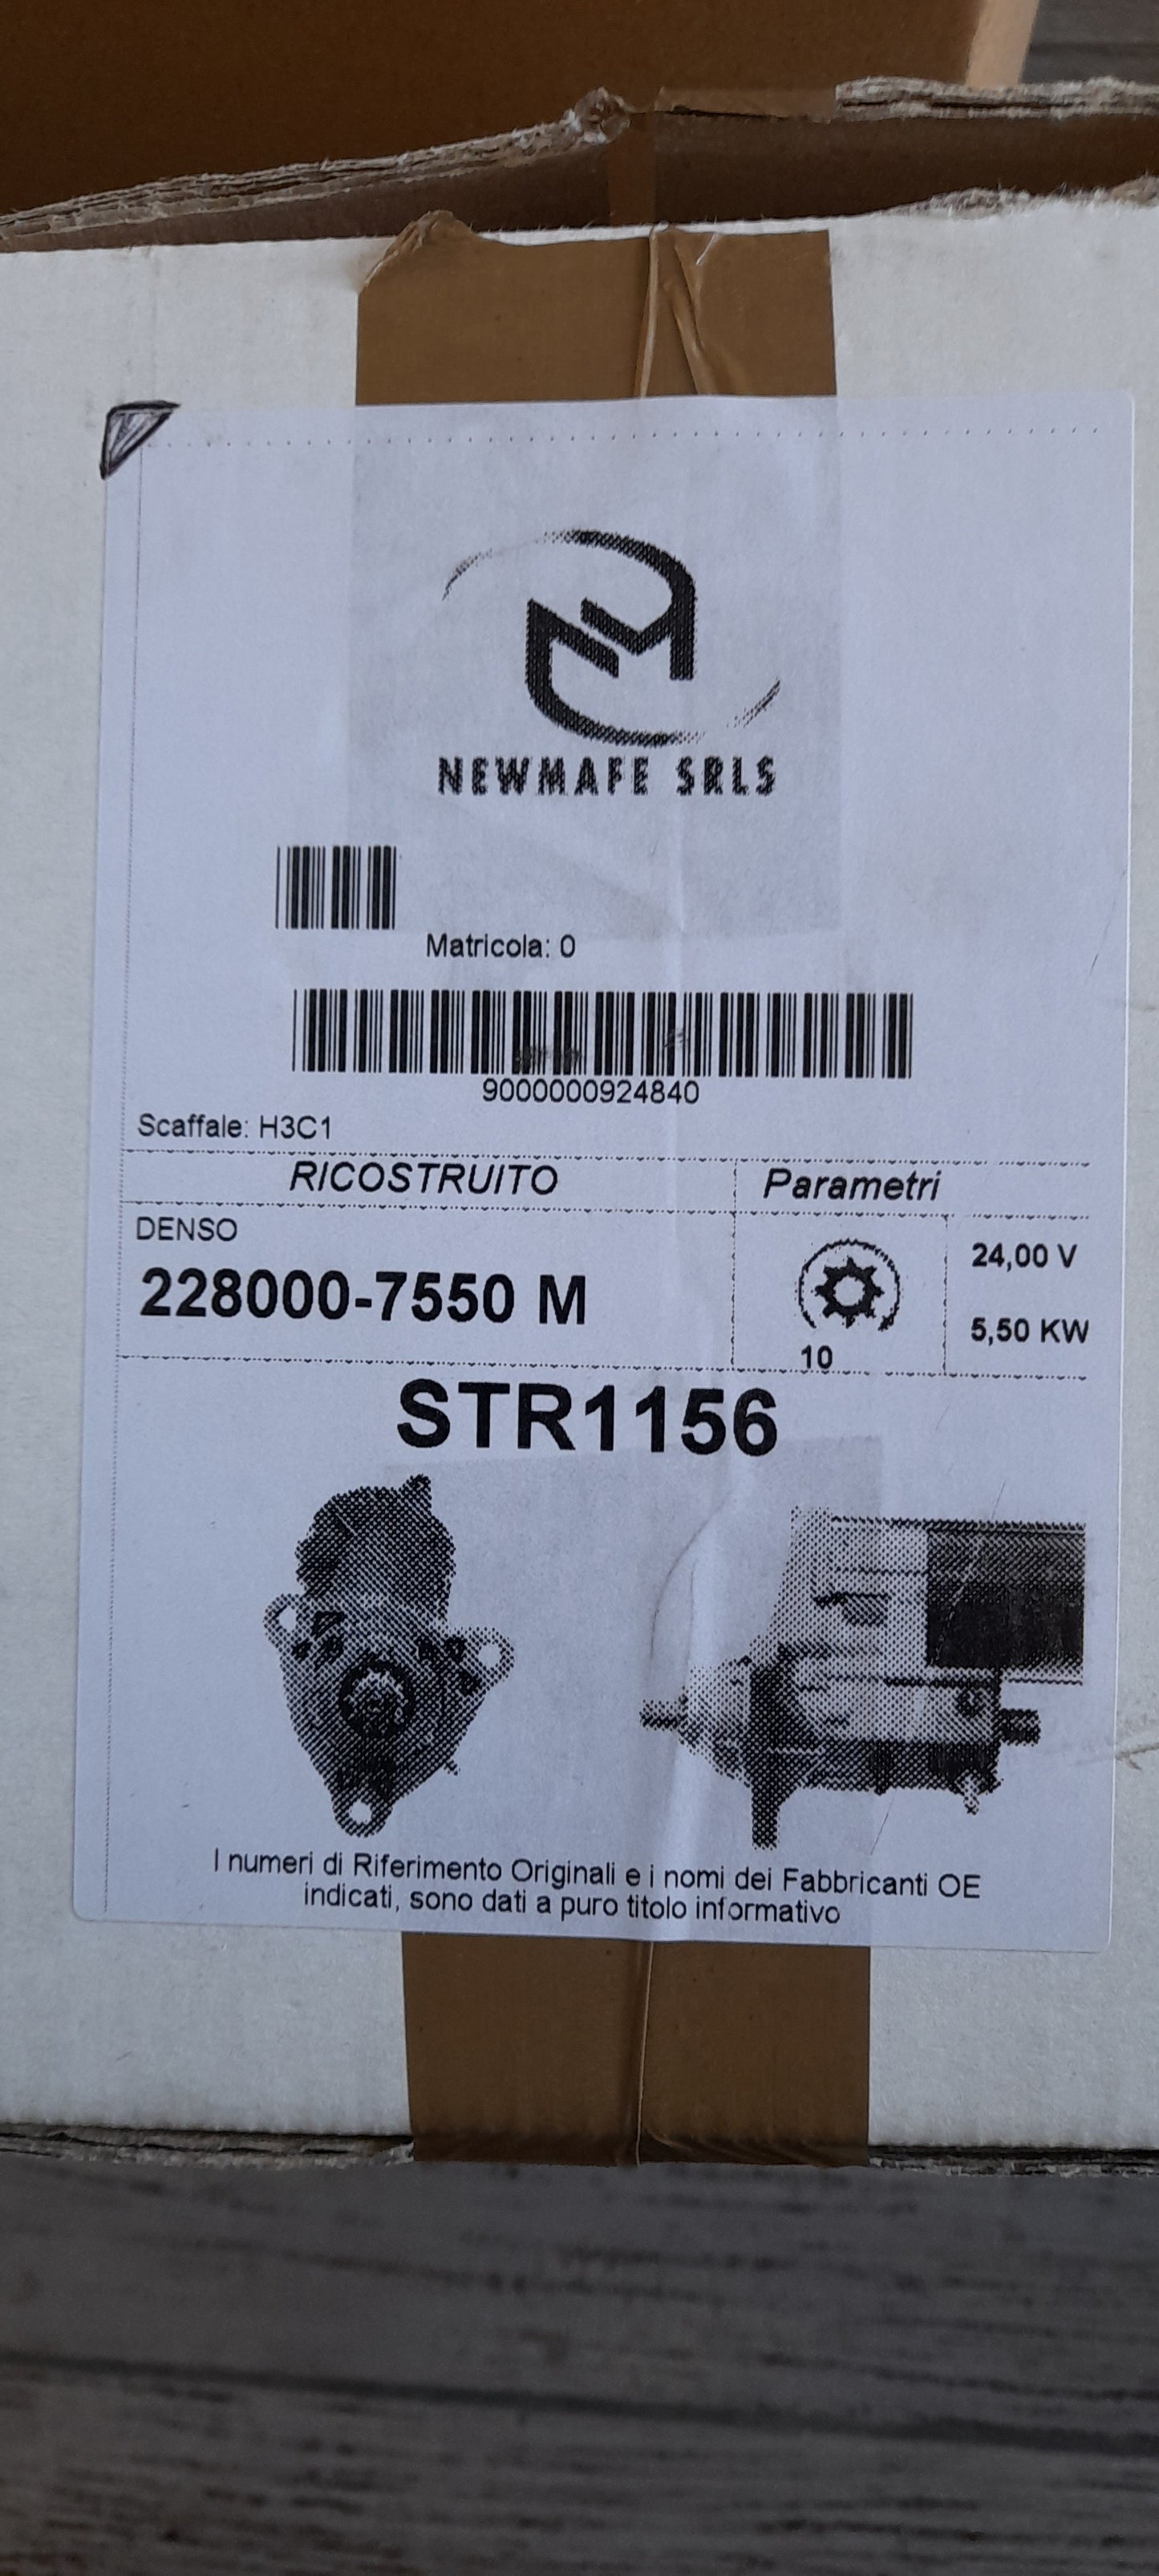 NEWMAFE SRLS
Matricola: 0
9000000924840
Scaffale: H3C1
RICOSTRUITO
Parametri
DENSO
228000-7550 M
10
24,00 V
5,50 KW
STR1156
I numeri di Riferimento Originali e i nomi dei Fabbricanti OE
indicati, sono dati a puro titolo informativo